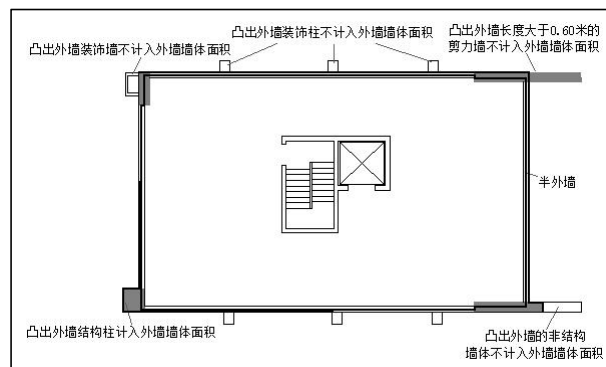 凸出外墙装饰墙不计入外墙墙体面积
凸出外墙装饰柱不计入外墙墙体面积
凸出外墙长度大于0.60米的
剪力墙不计入外墙墙体面积
半外墙
凸出外墙结构柱计入外墙墙体面积
凸出外墙的非结构
墙体不计入外墙墙体面积